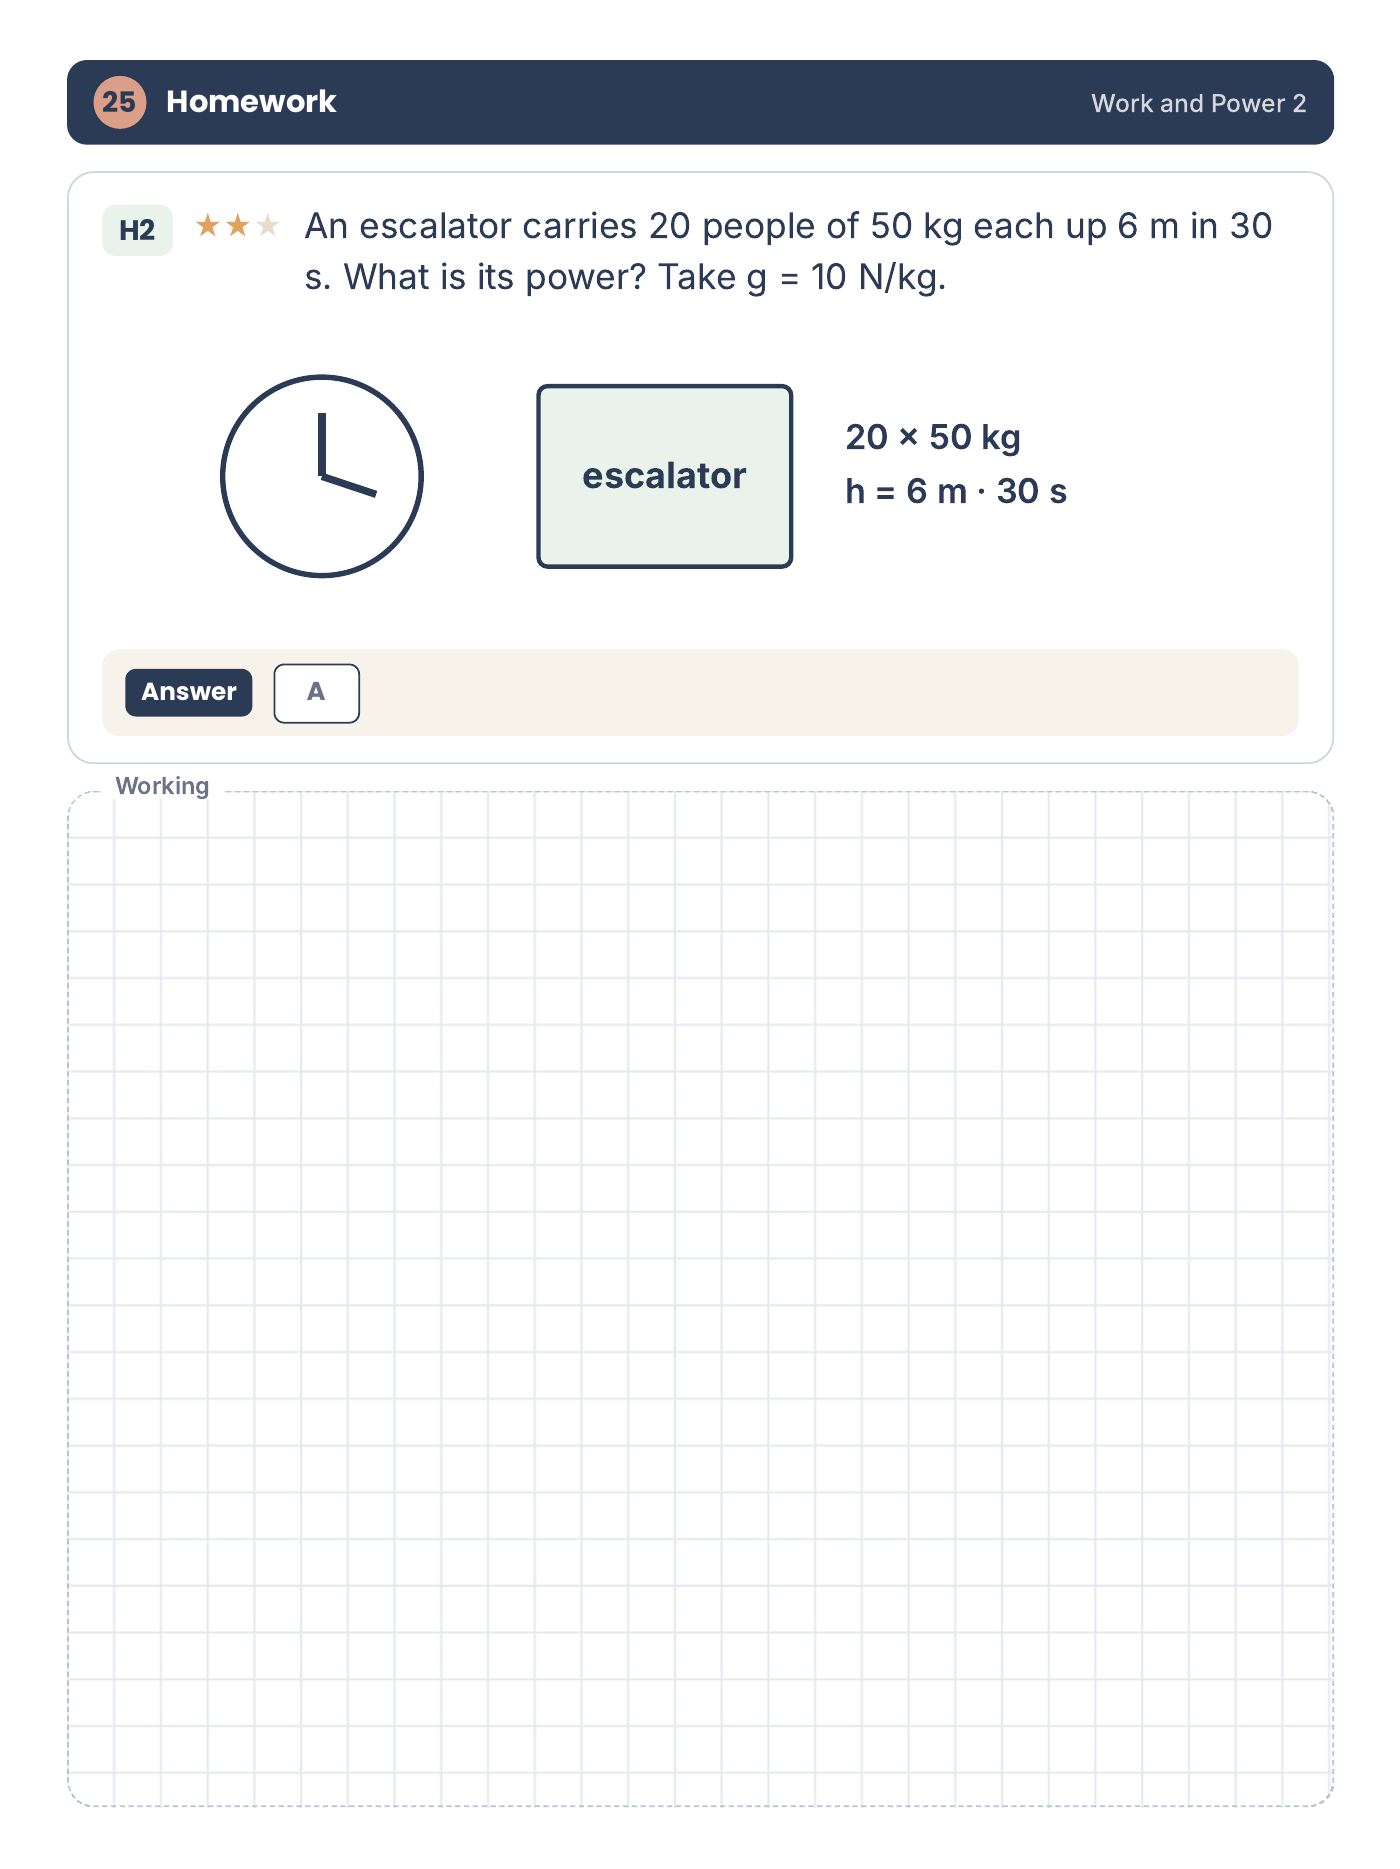 25 Homework
Work and Power 2
H2 ★★★ An escalator carries 20 people of 50 kg each up 6 m in 30
s. What is its power? Take g = 10 N/kg.
escalator
20 × 50 kg
h = 6 m · 30 s
Answer A
Working